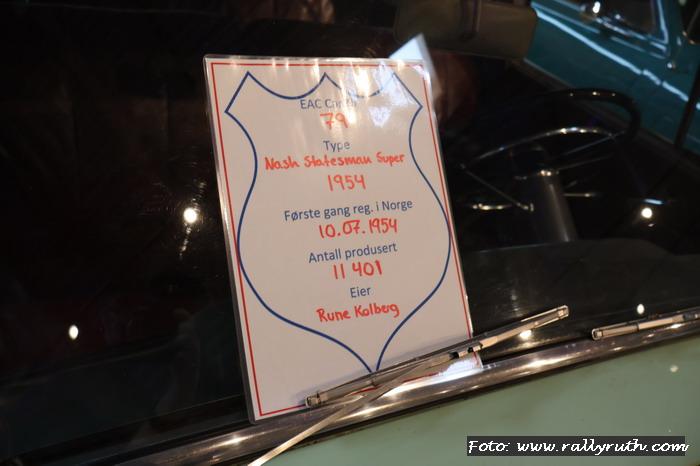 EAC
79
Type
Nash Statesman Super
1954
Første gang reg. i Norge
10.07.1954
Antall produsert
11 401
Eier
Rune Kolberg
Foto: www.rallyruth.com